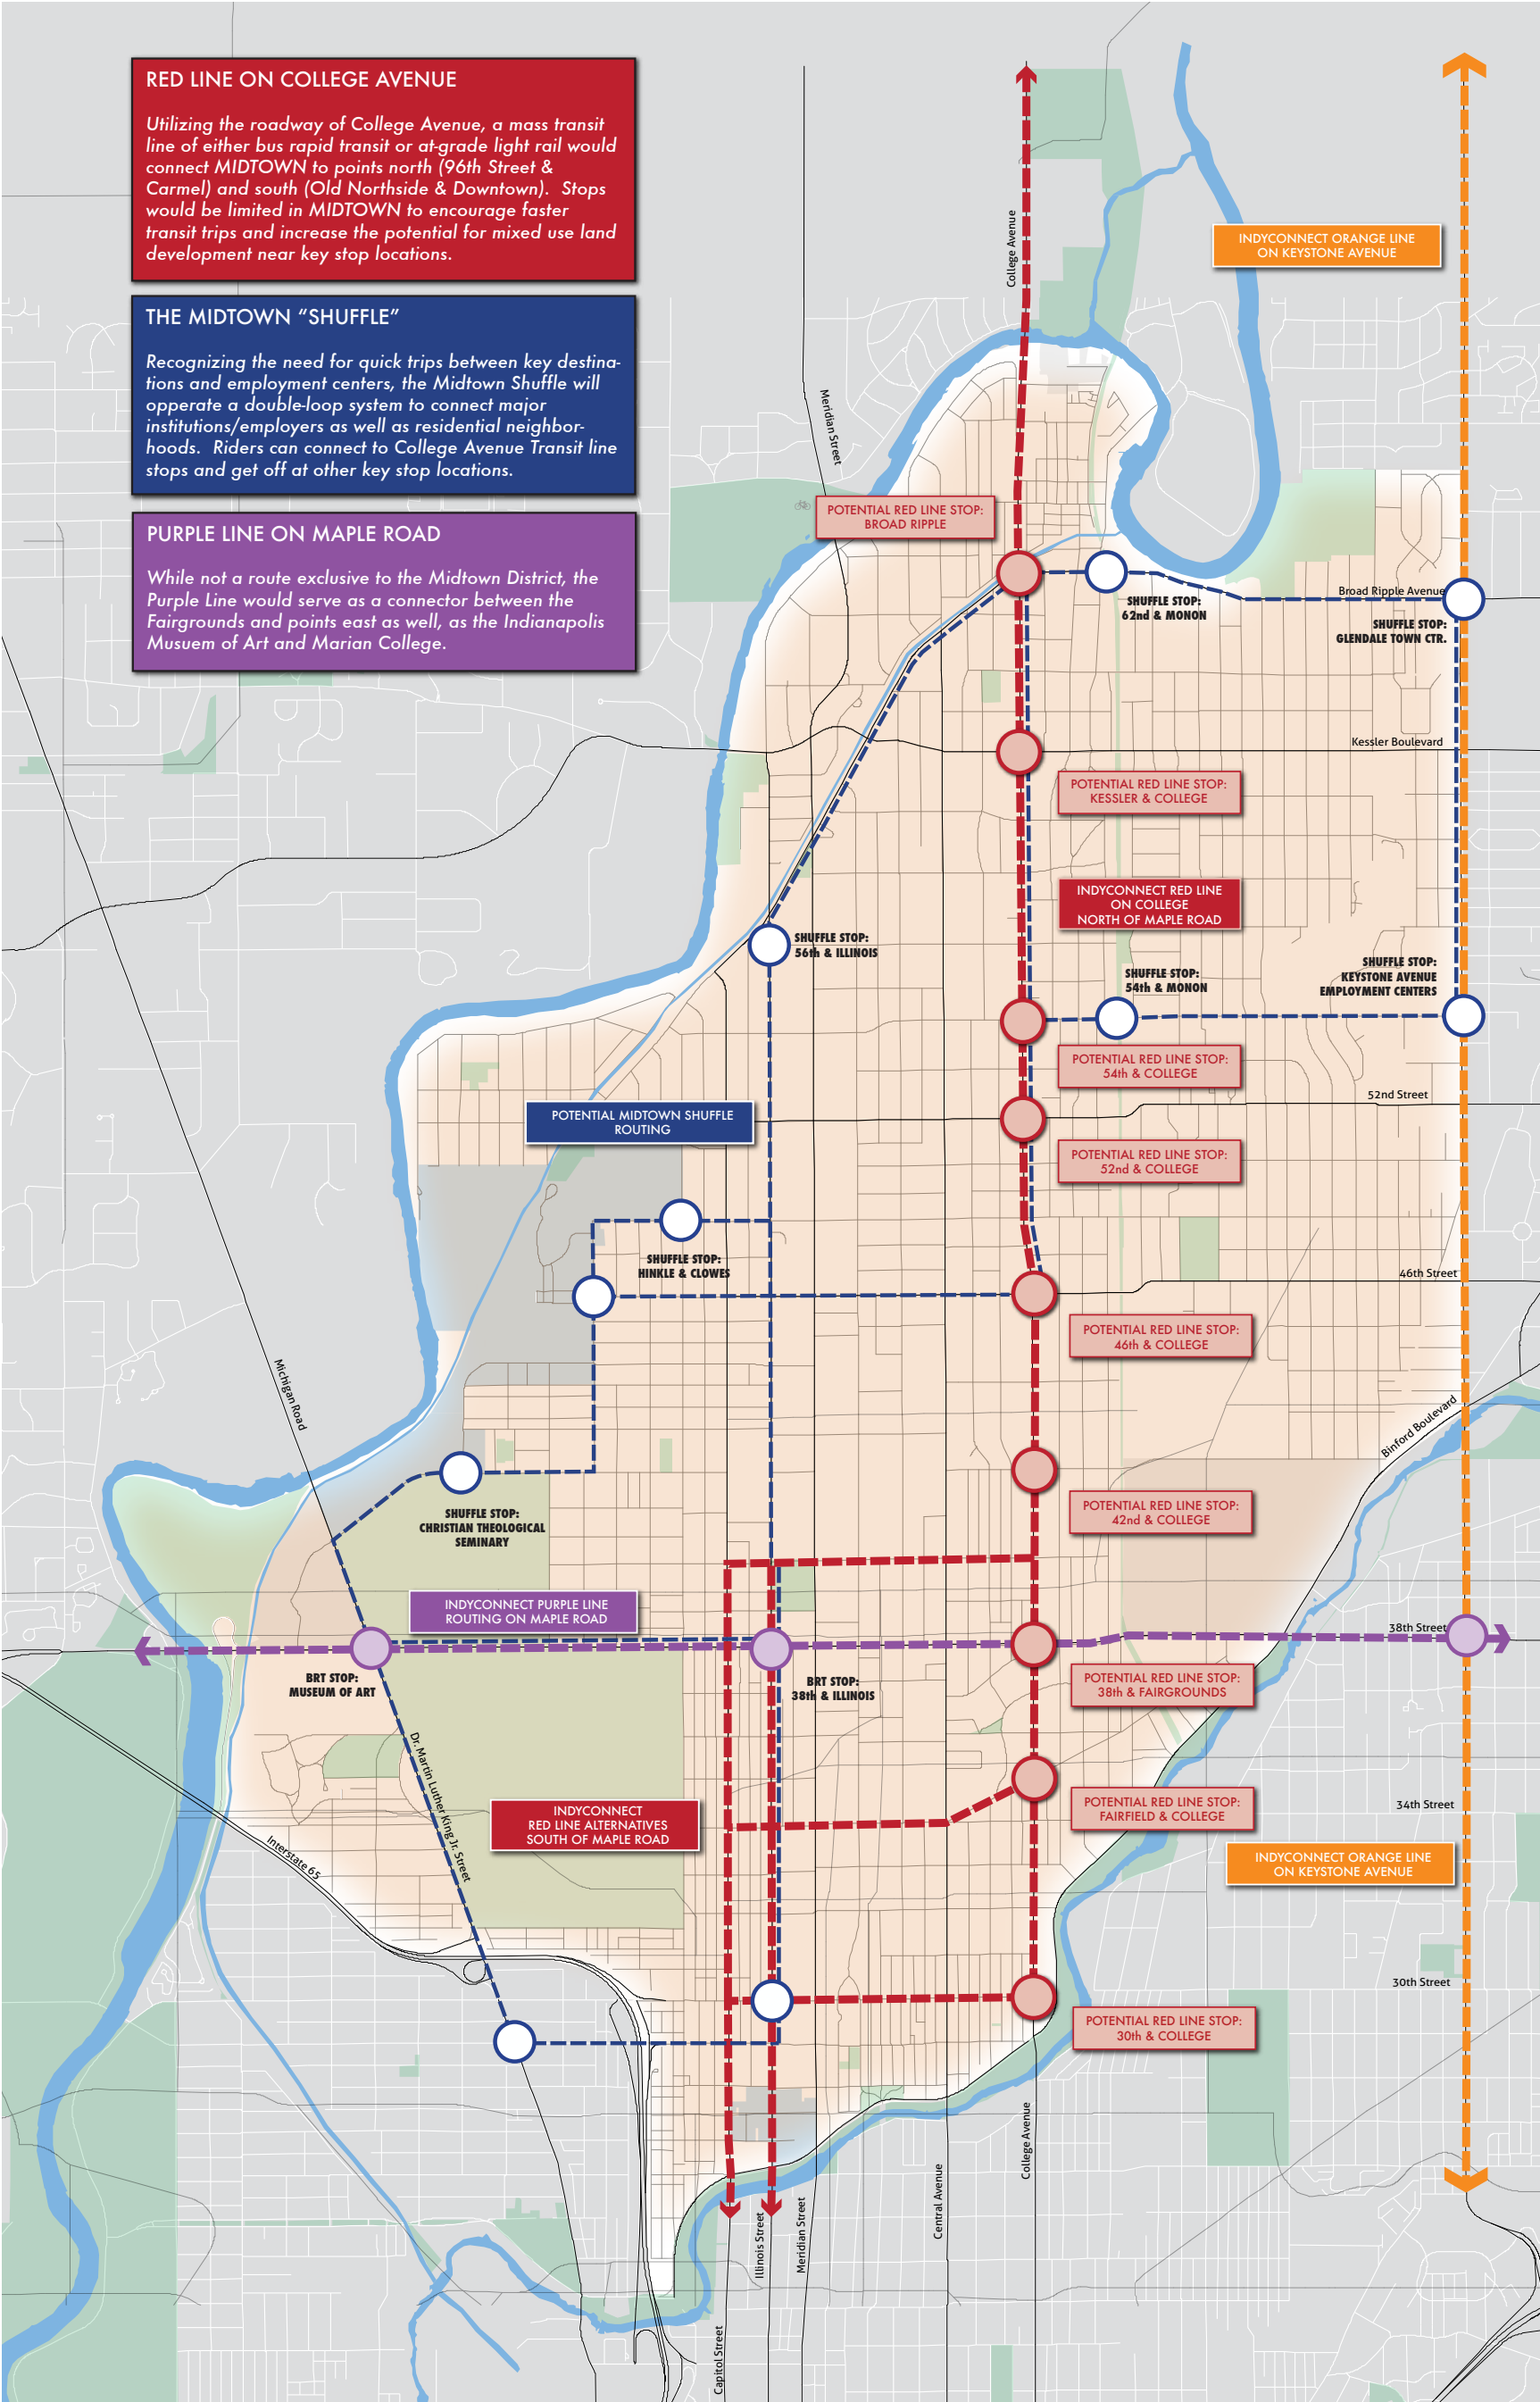 RED LINE ON COLLEGE AVENUE
Utilizing the roadway of College Avenue, a mass transit
line of either bus rapid transit or at-grade light rail would
connect MIDTOWN to points north (96th Street &
Carmel) and south (Old Northside & Downtown).  Stops
would be limited in MIDTOWN to encourage faster
transit trips and increase the potential for mixed use land
development near key stop locations.
THE MIDTOWN “SHUFFLE”
Recognizing the need for quick trips between key destina-
tions and employment centers, the Midtown Shuffle will
opperate a double-loop system to connect major
institutions/employers as well as residential neighbor-
hoods.  Riders can connect to College Avenue Transit line
stops and get off at other key stop locations.
PURPLE LINE ON MAPLE ROAD
While not a route exclusive to the Midtown District, the
Purple Line would serve as a connector between the
Fairgrounds and points east as well, as the Indianapolis
Musuem of Art and Marian College.
College Avenue
INDYCONNECT ORANGE LINE
ON KEYSTONE AVENUE
Meridian Street
POTENTIAL RED LINE STOP:
BROAD RIPPLE
SHUFFLE STOP:
62nd & MONON
Broad Ripple Avenue
SHUFFLE STOP:
GLENDALE TOWN CTR.
Kessler Boulevard
POTENTIAL RED LINE STOP:
KESSLER & COLLEGE
INDYCONNECT RED LINE
ON COLLEGE
NORTH OF MAPLE ROAD
SHUFFLE STOP:
56th & ILLINOIS
SHUFFLE STOP:
54th & MONON
SHUFFLE STOP:
KEYSTONE AVENUE
EMPLOYMENT CENTERS
POTENTIAL RED LINE STOP:
54th & COLLEGE
52nd Street
POTENTIAL MIDTOWN SHUFFLE
ROUTING
POTENTIAL RED LINE STOP:
52nd & COLLEGE
SHUFFLE STOP:
HINKLE & CLOWES
46th Street
POTENTIAL RED LINE STOP:
46th & COLLEGE
Michigan Road
Binford Boulevard
POTENTIAL RED LINE STOP:
42nd & COLLEGE
SHUFFLE STOP:
CHRISTIAN THEOLOGICAL
SEMINARY
INDYCONNECT PURPLE LINE
ROUTING ON MAPLE ROAD
38th Street
BRT STOP:
MUSEUM OF ART
BRT STOP:
38th & ILLINOIS
POTENTIAL RED LINE STOP:
38th & FAIRGROUNDS
Dr. Martin Luther King Jr. Street
POTENTIAL RED LINE STOP:
FAIRFIELD & COLLEGE
34th Street
INDYCONNECT
RED LINE ALTERNATIVES
SOUTH OF MAPLE ROAD
Interstate 65
INDYCONNECT ORANGE LINE
ON KEYSTONE AVENUE
30th Street
POTENTIAL RED LINE STOP:
30th & COLLEGE
College Avenue
Central Avenue
Meridian Street
Illinois Street
Capitol Street